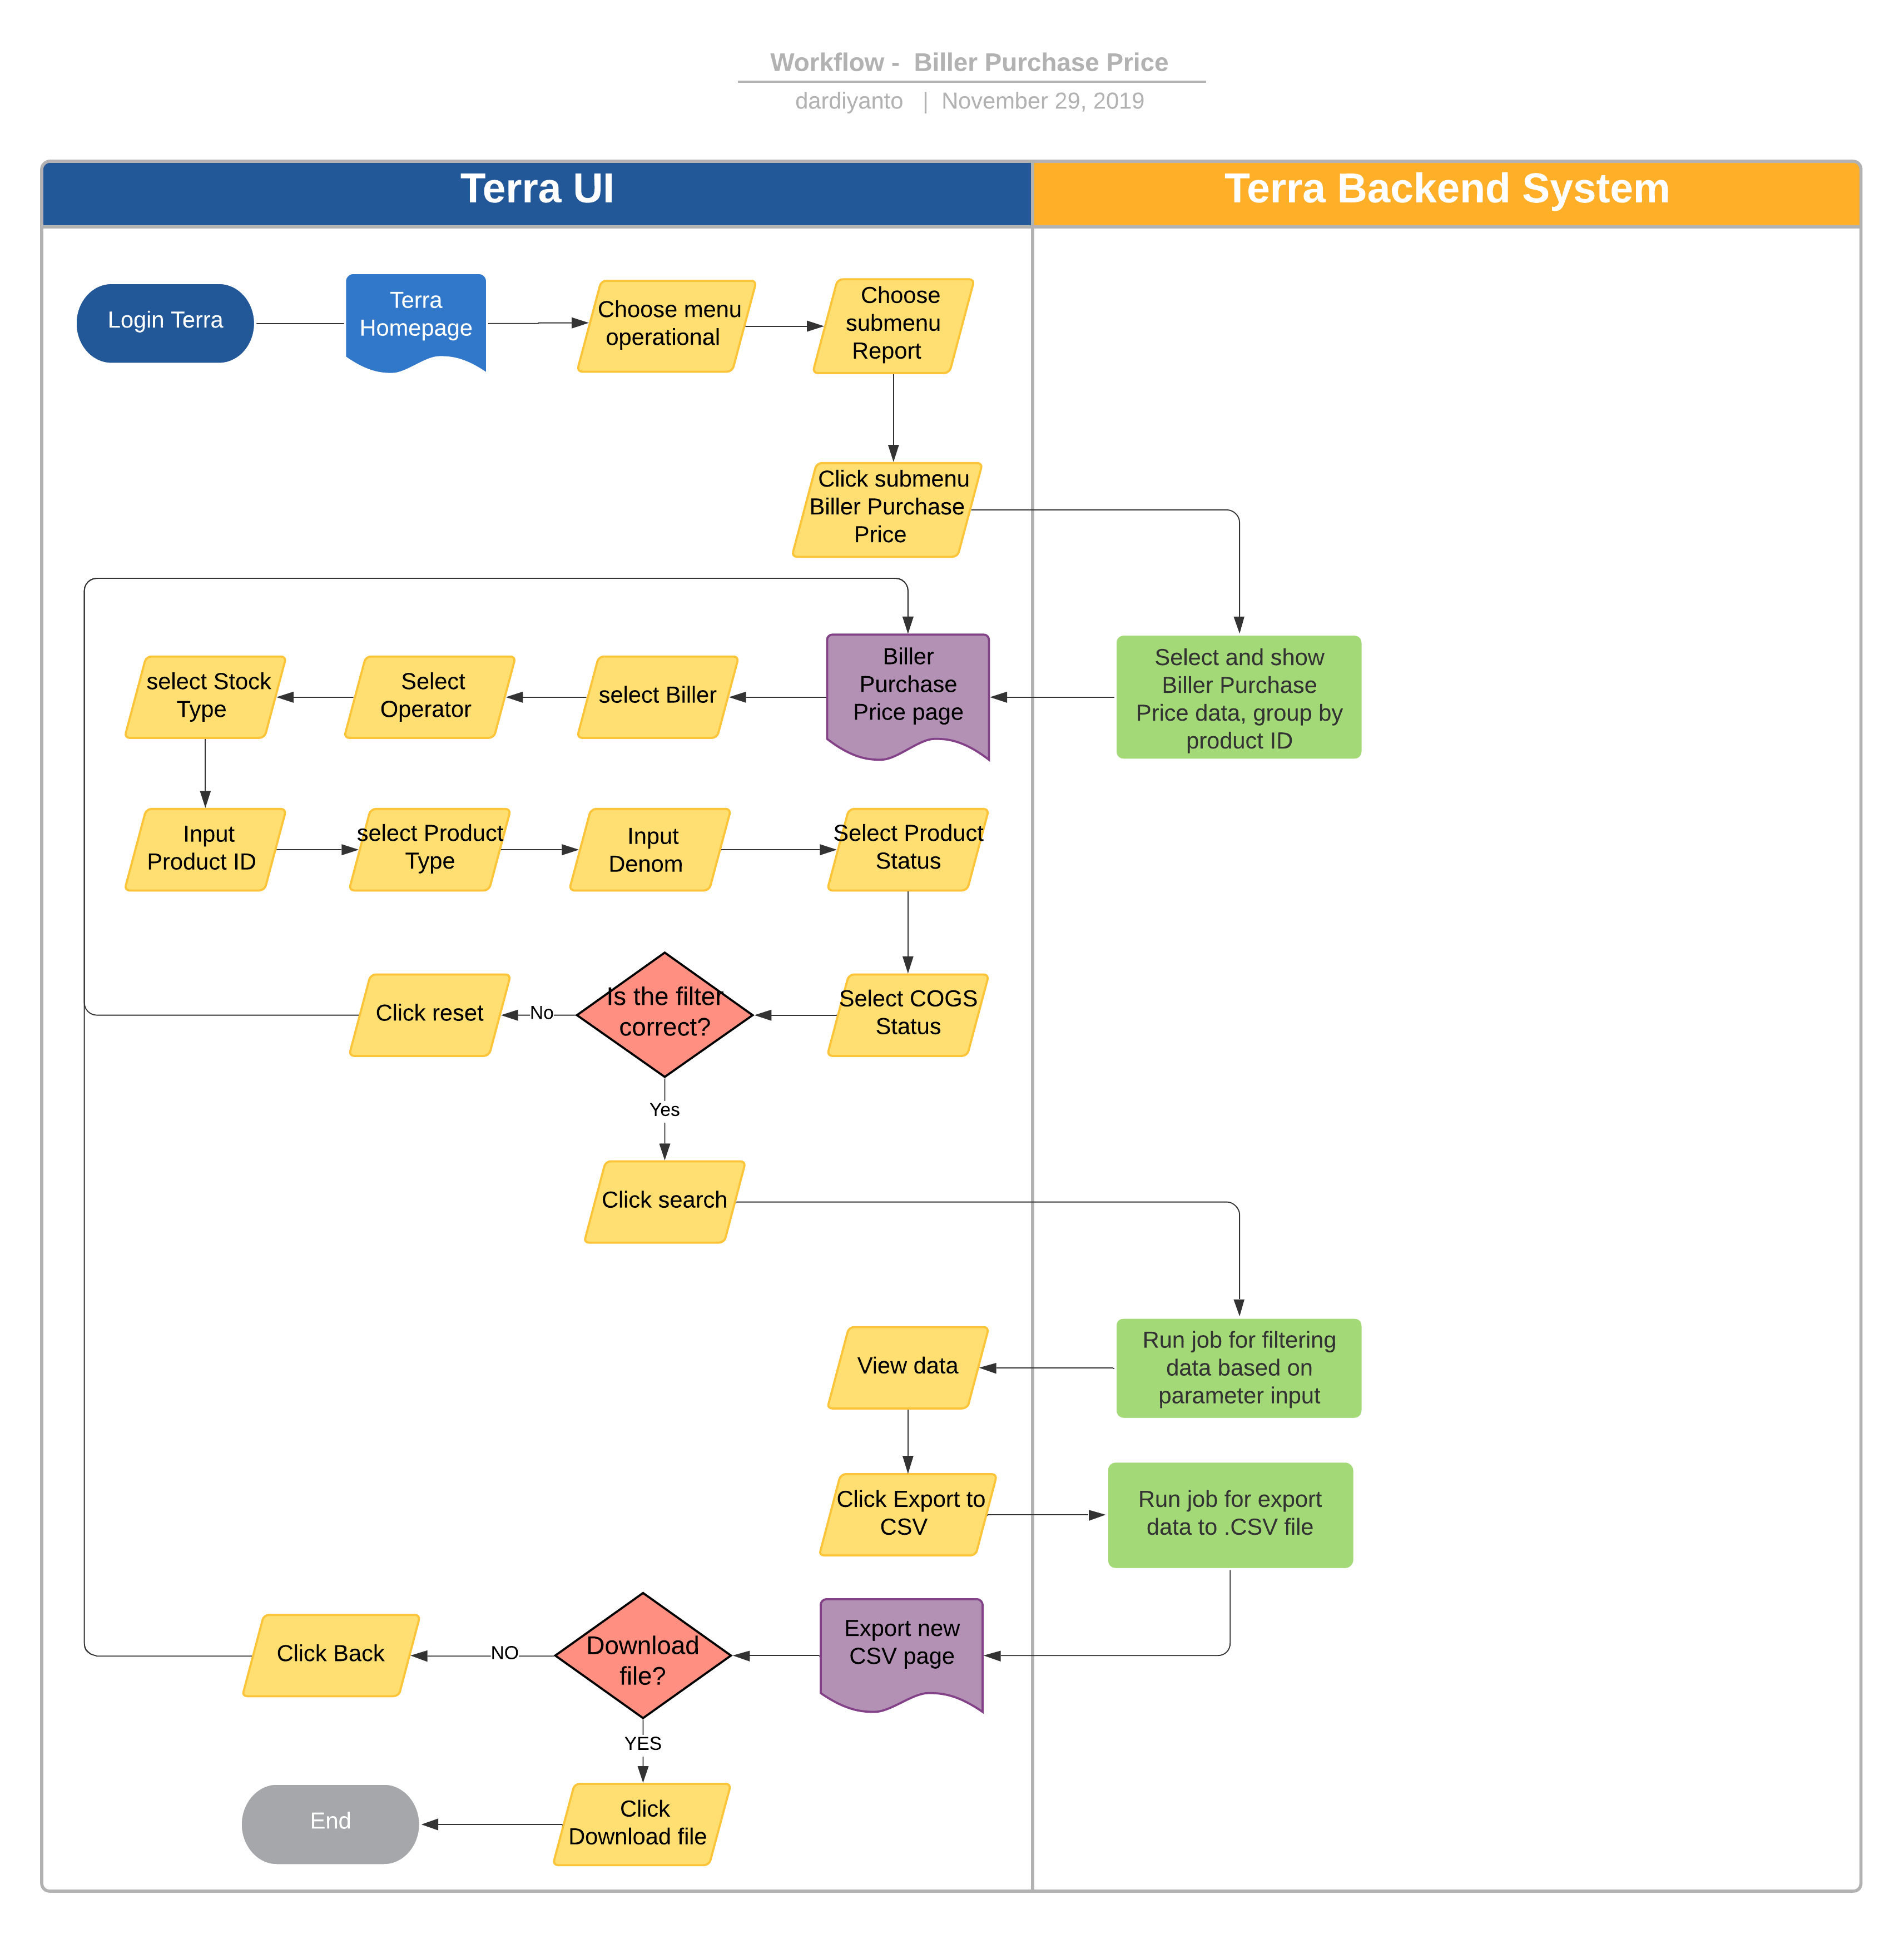 Workflow - Biller Purchase Price
dardiyanto | November 29, 2019
Terra UI
Terra Backend System
Login Terra
Terra
Homepage
Choose menu
operational
Choose
submenu
Report
Click submenu
Biller Purchase
Price
select Stock
Type
Select
Operator
select Biller
Biller
Purchase
Price page
Select and show
Biller Purchase
Price data, group by
product ID
Input
Product ID
select Product
Type
Input
Denom
Select Product
Status
Click reset
No
Is the filter
correct?
Select COGS
Status
Yes
Click search
View data
Run job for filtering
data based on
parameter input
Click Export to
CSV
Run job for export
data to .CSV file
Click Back
NO
Download
file?
Export new
CSV page
YES
End
Click
Download file